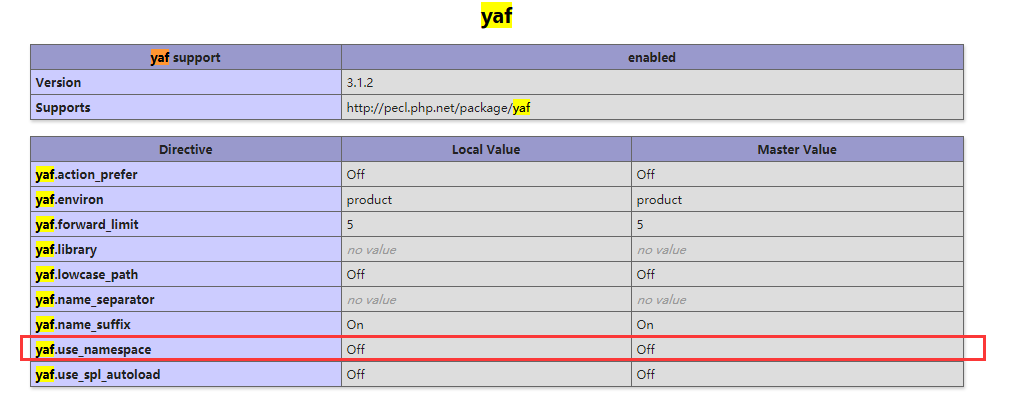 yaf
yaf support enabled
Version 3.1.2
Supports http://pecl.php.net/package/yaf
Directive Local Value Master Value
yaf.action_prefer Off Off
yaf.environ product product
yaf.forward_limit 5 5
yaf.library no value no value
yaf.lowcase_path Off Off
yaf.name_separator no value no value
yaf.name_suffix On On
yaf.use_namespace Off Off
yaf.use_spl_autoload Off Off